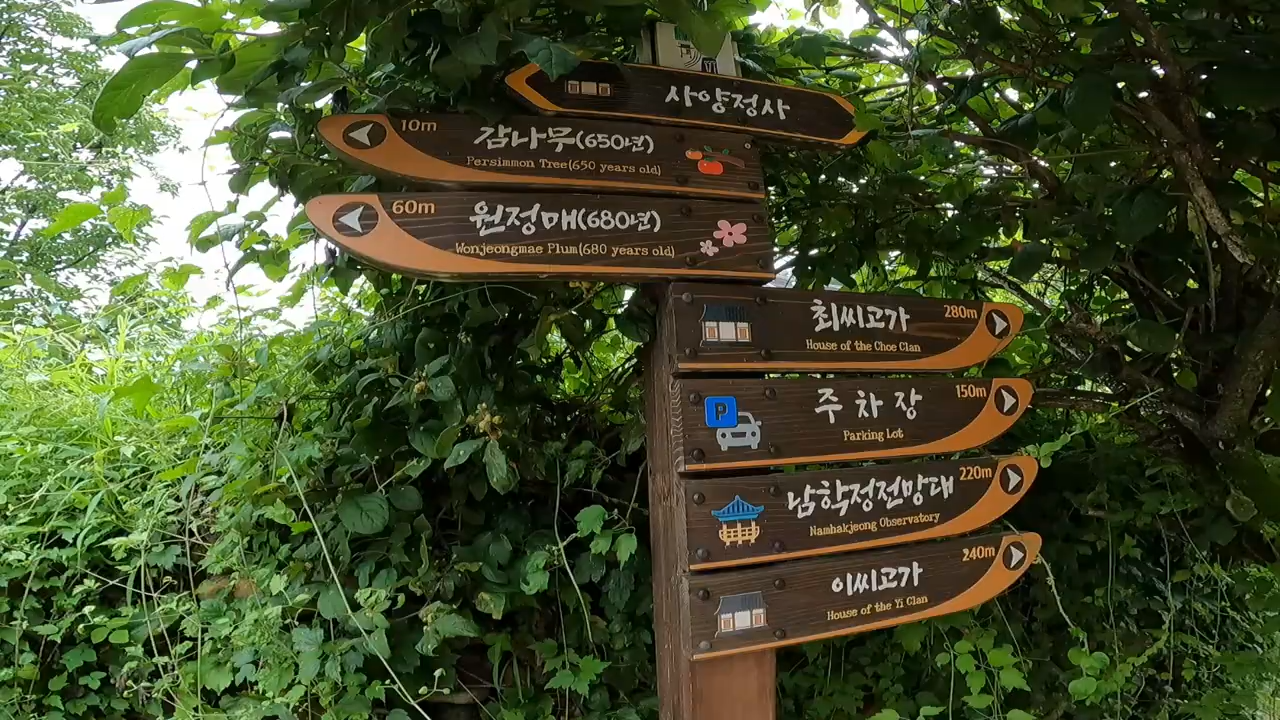 사양정사
10m
감나무(650년)
Persimmon Tree(650 years old)
60m
원정매(680년)
Wonjeongmae Plum(680 years old)
최씨고가
280m
House of the Choe Clan
P
주차장
150m
Parking Lot
남학정전망대
220m
Namhakjeong Observatory
이씨고가
240m
House of the Yi Clan